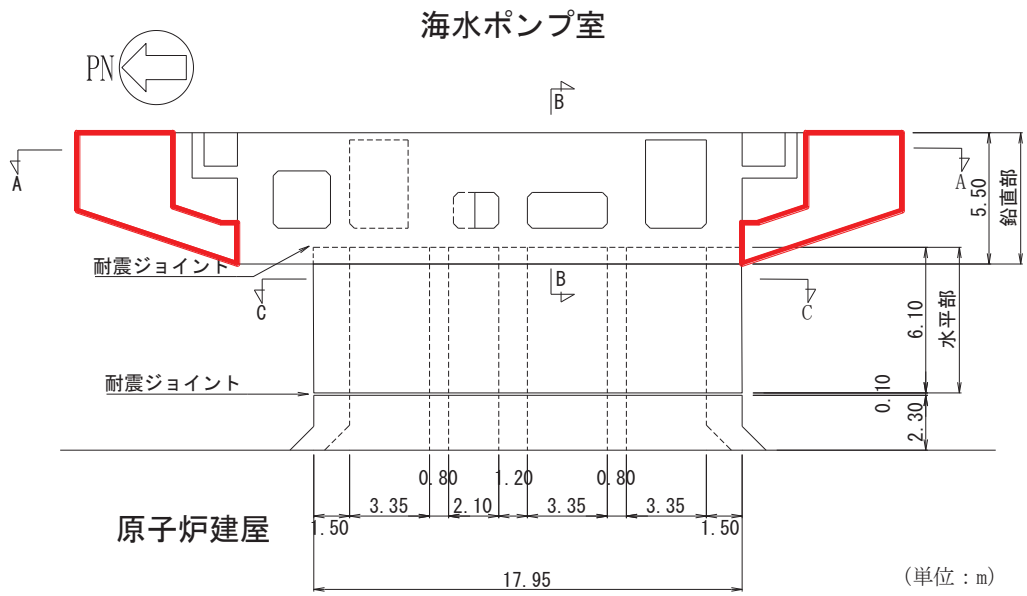 海水ポンプ室
PN
B
A
A
5.50
鉛直部
耐震ジョイント
B
C
C
6.10
水平部
耐震ジョイント
0.10
2.30
0.80
1.20
0.80
3.35
2.10
3.35
3.35
1.50
1.50
原子炉建屋
17.95
(単位：m)